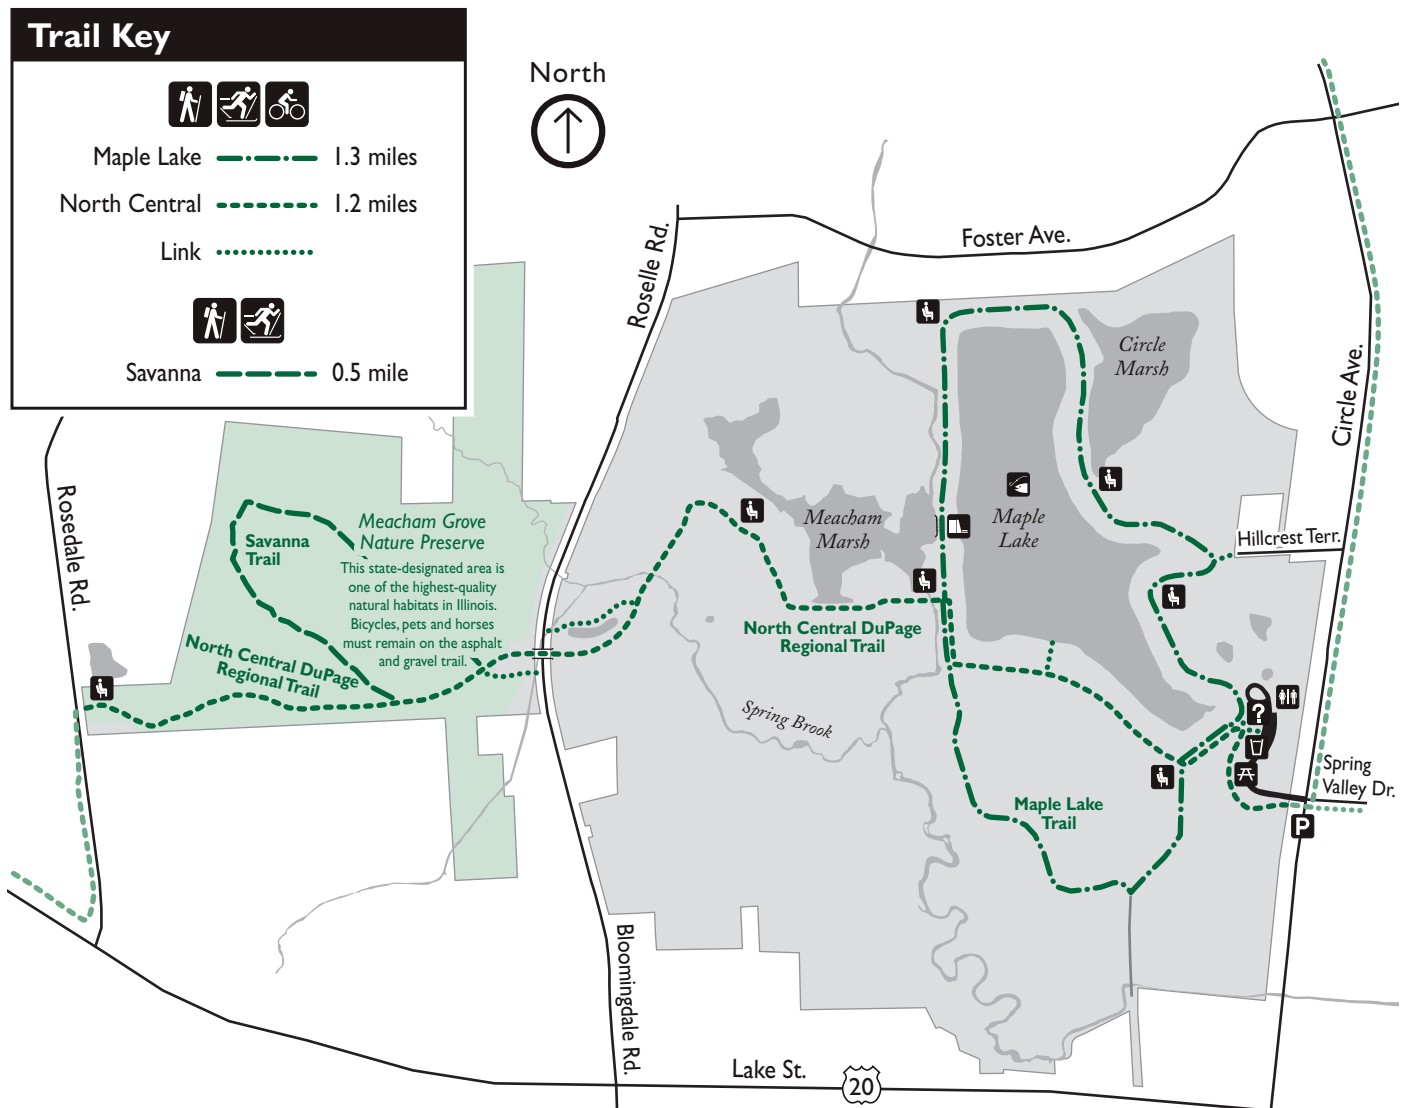 Trail Key
Maple Lake 1.3 miles
North Central 1.2 miles
Link
Savanna 0.5 mile
North
Foster Ave.
Roselle Rd.
Circle Ave.
Circle
Marsh
Rosedale Rd.
Meacham Grove
Nature Preserve
This state-designated area is
one of the highest-quality
natural habitats in Illinois.
Bicycles, pets and horses
must remain on the asphalt
and gravel trail.
Savanna
Trail
Meacham
Marsh
Maple
Lake
Hillcrest Terr.
North Central DuPage
Regional Trail
North Central DuPage
Regional Trail
Spring Brook
?
Spring
Valley Dr.
Maple Lake
Trail
P
Bloomingdale Rd.
Lake St.
20